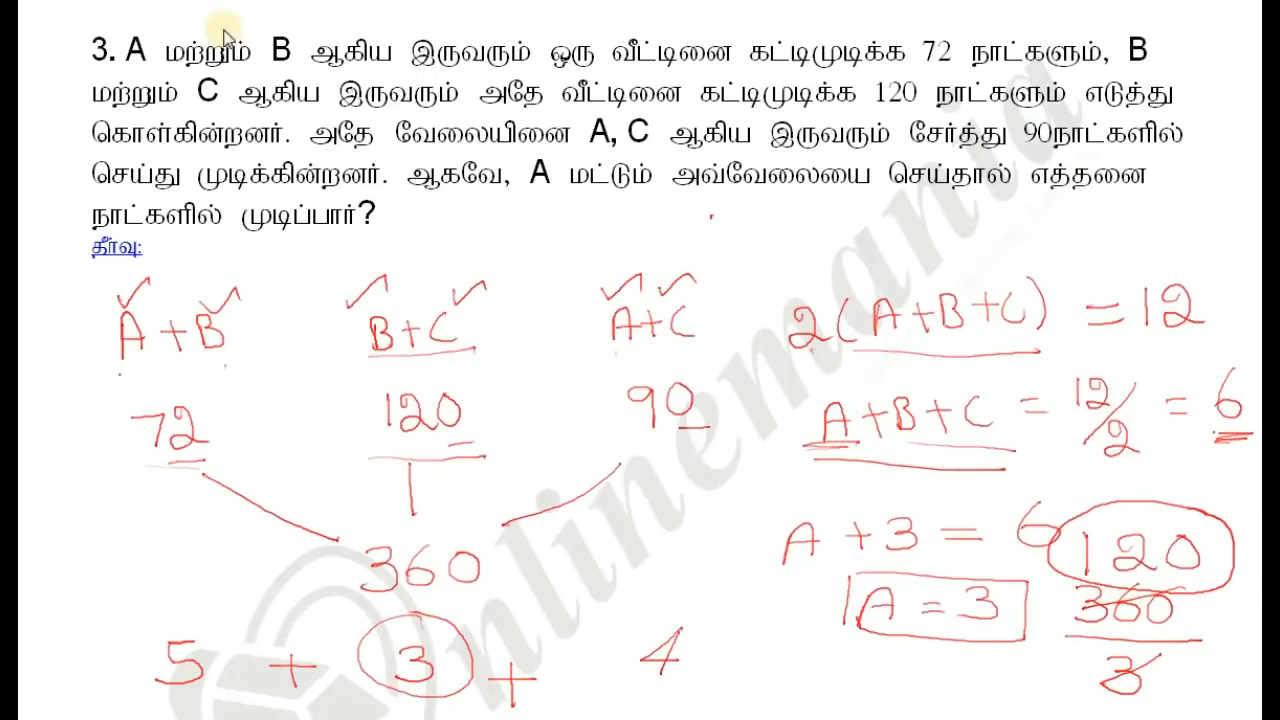 3. A மற்றும் B ஆகிய இருவரும் ஒரு வீட்டினை கட்டிமுடிக்க 72 நாட்களும், B
மற்றும் C ஆகிய இருவரும் அதே வீட்டினை கட்டிமுடிக்க 120 நாட்களும் எடுத்து
கொள்கின்றனர். அதே வேலையினை A, C ஆகிய இருவரும் சேர்த்து 90நாட்களில்
செய்து முடிக்கின்றனர். ஆகவே, A மட்டும் அவ்வேலையை செய்தால் எத்தனை
நாட்களில் முடிப்பார்?
தீர்வு:
A + B B + C A + C 2 ( A + B + C ) = 12
72 120 90 A + B + C = 12/2 = 6
360 A + 3 = 6 120
A = 3 360
5 + 3 + 4 3
nlinemania